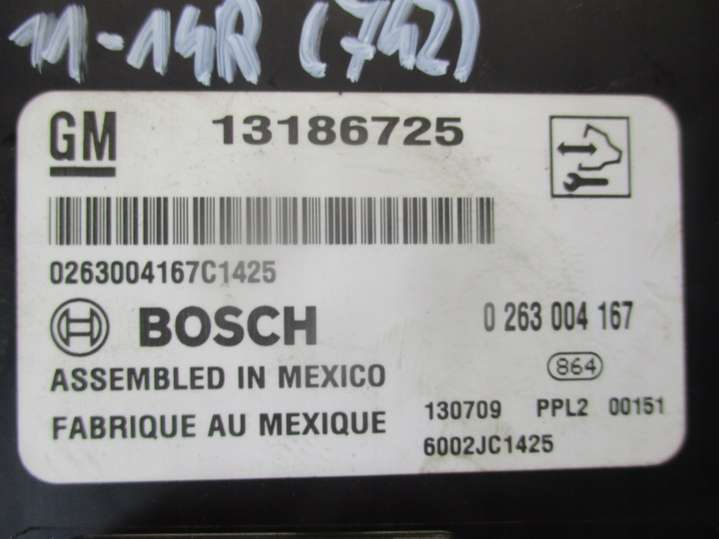 11-14R (742)
GM 13186725
0263004167C1425
BOSCH 0 263 004 167
864
ASSEMBLED IN MEXICO
130709 PPL2 00151
FABRIQUE AU MEXIQUE
6002JC1425